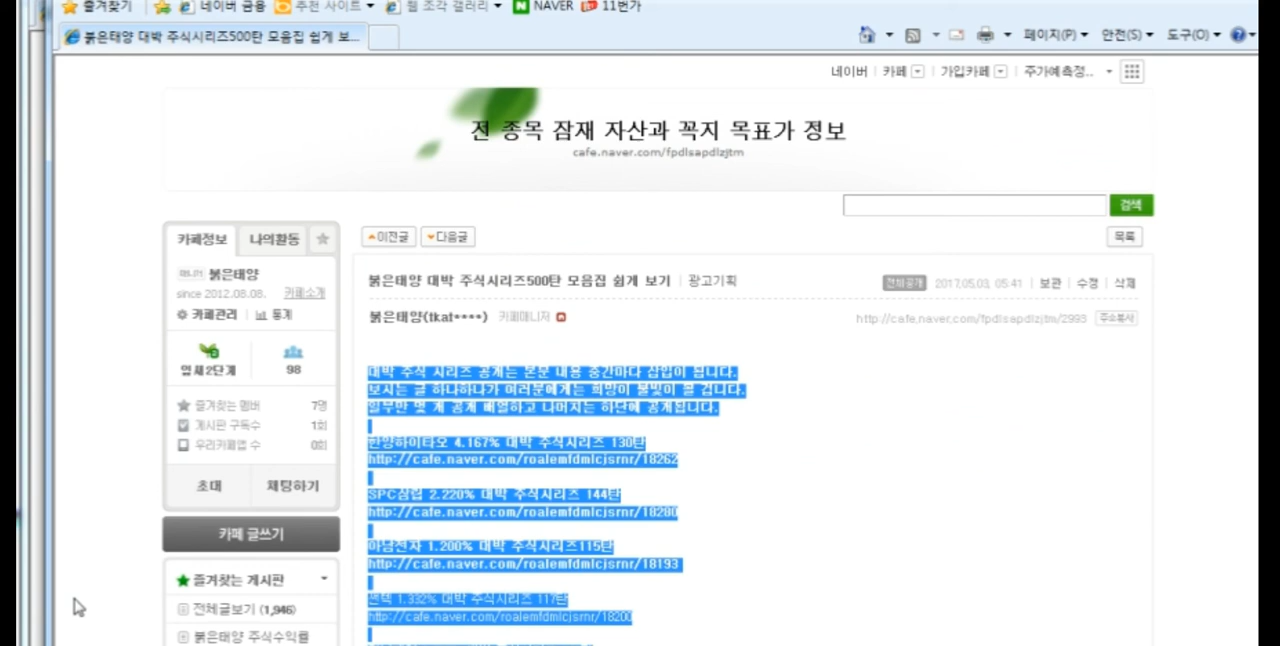 즐겨찾기 네이버 금융 추천 사이트 웹 조각 갤러리 NAVER 11번가
붉은태양 대박 주식시리즈500탄 모음집 쉽게 보...
페이지(P) 안전(S) 도구(O)
네이버 카페 가입카페 주가예측정..
전 종목 잠재 자산과 꼭지 목표가 정보
cafe.naver.com/fpdlsapdlzjtm
검색
카페정보 나의활동
이전글 다음글 목록
매니저 붉은태양
since 2012.08.08. 카페소개
카페관리 통계
잎새2단계 98
즐겨찾는 멤버 7명
게시판 구독수 1회
우리카페앱 수 0회
초대 채팅하기
카페 글쓰기
즐겨찾는 게시판
전체글보기 (1,946)
붉은태양 주식수익률
붉은태양 대박 주식시리즈500탄 모음집 쉽게 보기 | 광고기획
전체공개 2017.05.03. 05:41 보관 수정 삭제
붉은태양(tkat****) 카페매니저
http://cafe.naver.com/fpdlsapdlzjtm/2993 주소복사
대박 주식 시리즈 공개는 본문 내용 중간마다 삽입이 됩니다.
보시는 글 하나하나가 여러분에게는 희망이 불빛이 될 겁니다.
일부만 몇 개 공개 배열하고 나머지는 하단에 공개됩니다.
한양하이타오 4.167% 대박 주식시리즈 130탄
http://cafe.naver.com/roalemfdmlcjsrnr/18262
SPC삼립 2.220% 대박 주식시리즈 144탄
http://cafe.naver.com/roalemfdmlcjsrnr/18280
아남전자 1.200% 대박 주식시리즈115탄
http://cafe.naver.com/roalemfdmlcjsrnr/18193
센텍 1.332% 대박 주식시리즈 117탄
http://cafe.naver.com/roalemfdmlcjsrnr/18200